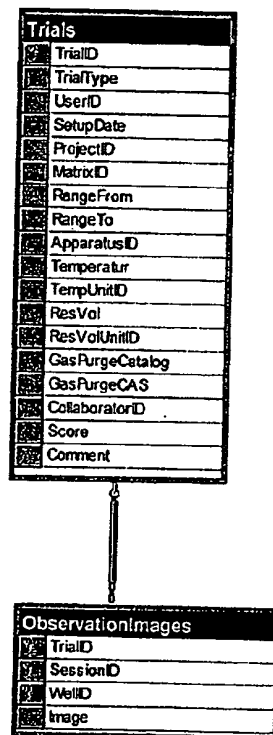 Trials
TrialID
TrialType
UserID
SetupDate
ProjectID
MatrixID
RangeFrom
RangeTo
ApparatusID
Temperatur
TempUnitID
ResVol
ResVolUnitID
GasPurgeCatalog
GasPurgeCAS
CollaboratorID
Score
Comment
ObservationImages
TrialID
SessionID
WellID
Image